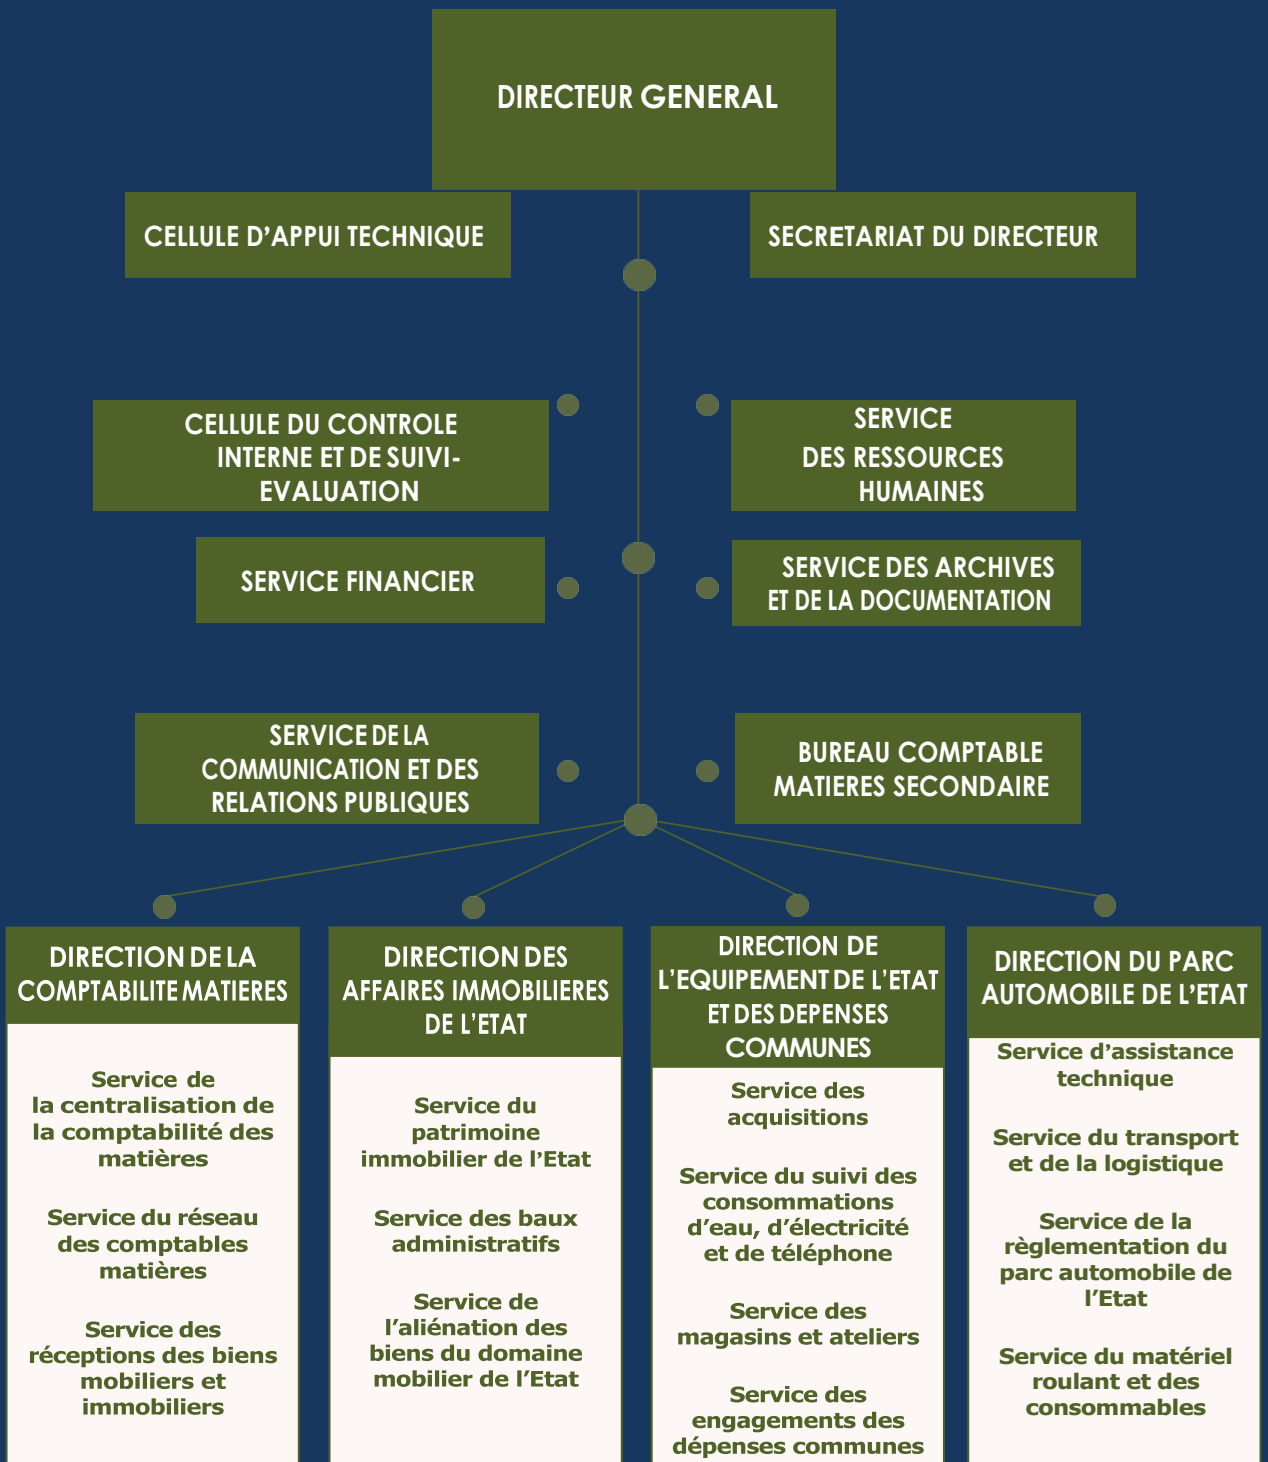 DIRECTEUR GENERAL
CELLULE D’APPUI TECHNIQUE
SECRETARIAT DU DIRECTEUR
CELLULE DU CONTROLE
INTERNE ET DE SUIVI-
EVALUATION
SERVICE
DES RESSOURCES
HUMAINES
SERVICE FINANCIER
SERVICE DES ARCHIVES
ET DE LA DOCUMENTATION
SERVICE DE LA
COMMUNICATION ET DES
RELATIONS PUBLIQUES
BUREAU COMPTABLE
MATIERES SECONDAIRE
DIRECTION DE LA
COMPTABILITE MATIERES
Service de
la centralisation de
la comptabilité des
matières
Service du réseau
des comptables
matières
Service des
réceptions des biens
mobiliers et
immobiliers
DIRECTION DES
AFFAIRES IMMOBILIERES
DE L’ETAT
Service du
patrimoine
immobilier de l’Etat
Service des baux
administratifs
Service de
l’aliénation des
biens du domaine
mobilier de l’Etat
DIRECTION DE
L’EQUIPEMENT DE L’ETAT
ET DES DEPENSES
COMMUNES
Service des
acquisitions
Service du suivi des
consommations
d’eau, d’électricité
et de téléphone
Service des
magasins et ateliers
Service des
engagements des
dépenses communes
DIRECTION DU PARC
AUTOMOBILE DE L’ETAT
Service d’assistance
technique
Service du transport
et de la logistique
Service de la
règlementation du
parc automobile de
l’Etat
Service du matériel
roulant et des
consommables